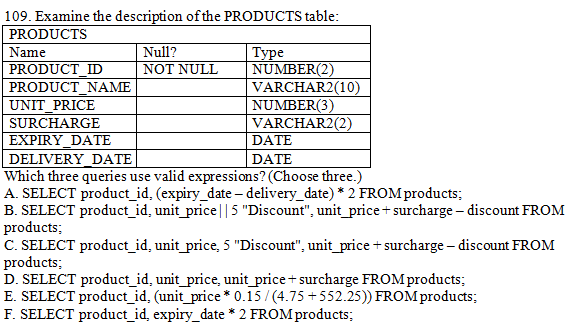 109. Examine the description of the PRODUCTS table:
PRODUCTS
Name Null? Type
PRODUCT_ID NOT NULL NUMBER(2)
PRODUCT_NAME VARCHAR2(10)
UNIT_PRICE NUMBER(3)
SURCHARGE VARCHAR2(2)
EXPIRY_DATE DATE
DELIVERY_DATE DATE
Which three queries use valid expressions? (Choose three.)
A. SELECT product_id, (expiry_date – delivery_date) * 2 FROM products;
B. SELECT product_id, unit_price || 5 "Discount", unit_price + surcharge – discount FROM
products;
C. SELECT product_id, unit_price, 5 "Discount", unit_price + surcharge – discount FROM
products;
D. SELECT product_id, unit_price, unit_price + surcharge FROM products;
E. SELECT product_id, (unit_price * 0.15 / (4.75 + 552.25)) FROM products;
F. SELECT product_id, expiry_date * 2 FROM products;